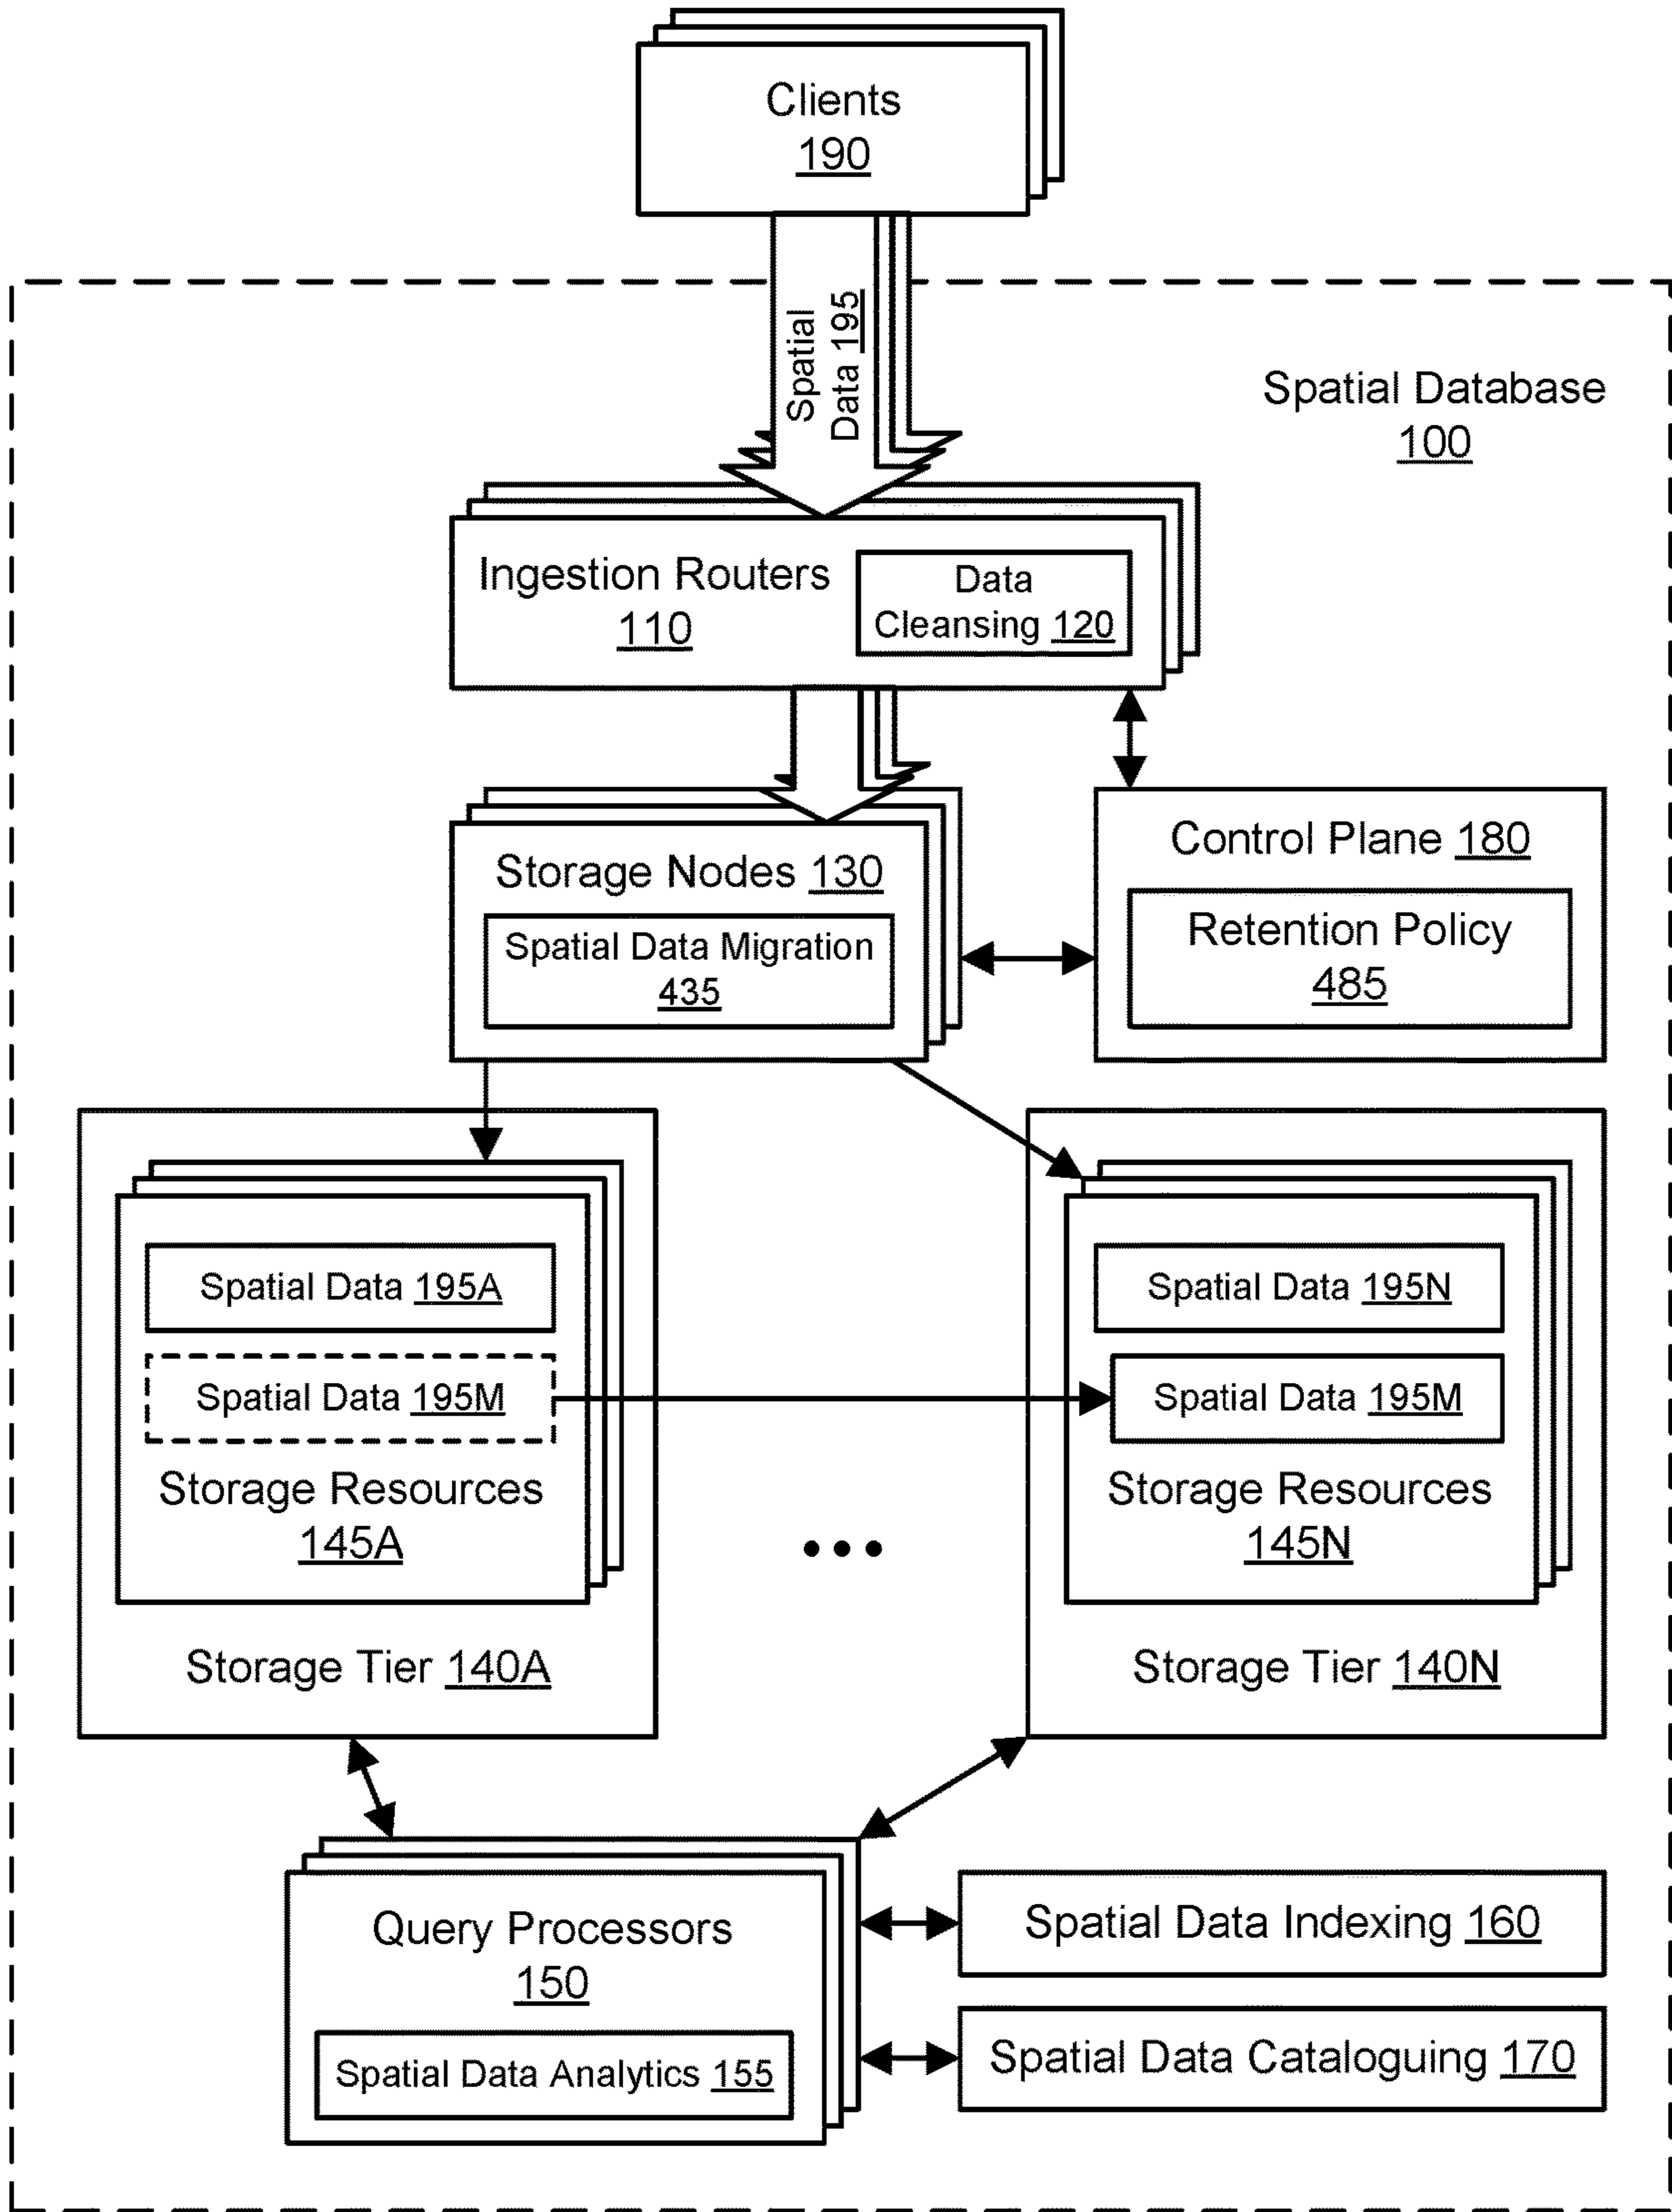 Clients
190
Spatial
Data 195
Spatial Database
100
Ingestion Routers
110
Data
Cleansing 120
Storage Nodes 130
Spatial Data Migration
435
Control Plane 180
Retention Policy
485
Spatial Data 195A
Spatial Data 195M
Storage Resources
145A
Storage Tier 140A
Spatial Data 195N
Spatial Data 195M
Storage Resources
145N
Storage Tier 140N
Query Processors
150
Spatial Data Analytics 155
Spatial Data Indexing 160
Spatial Data Cataloguing 170